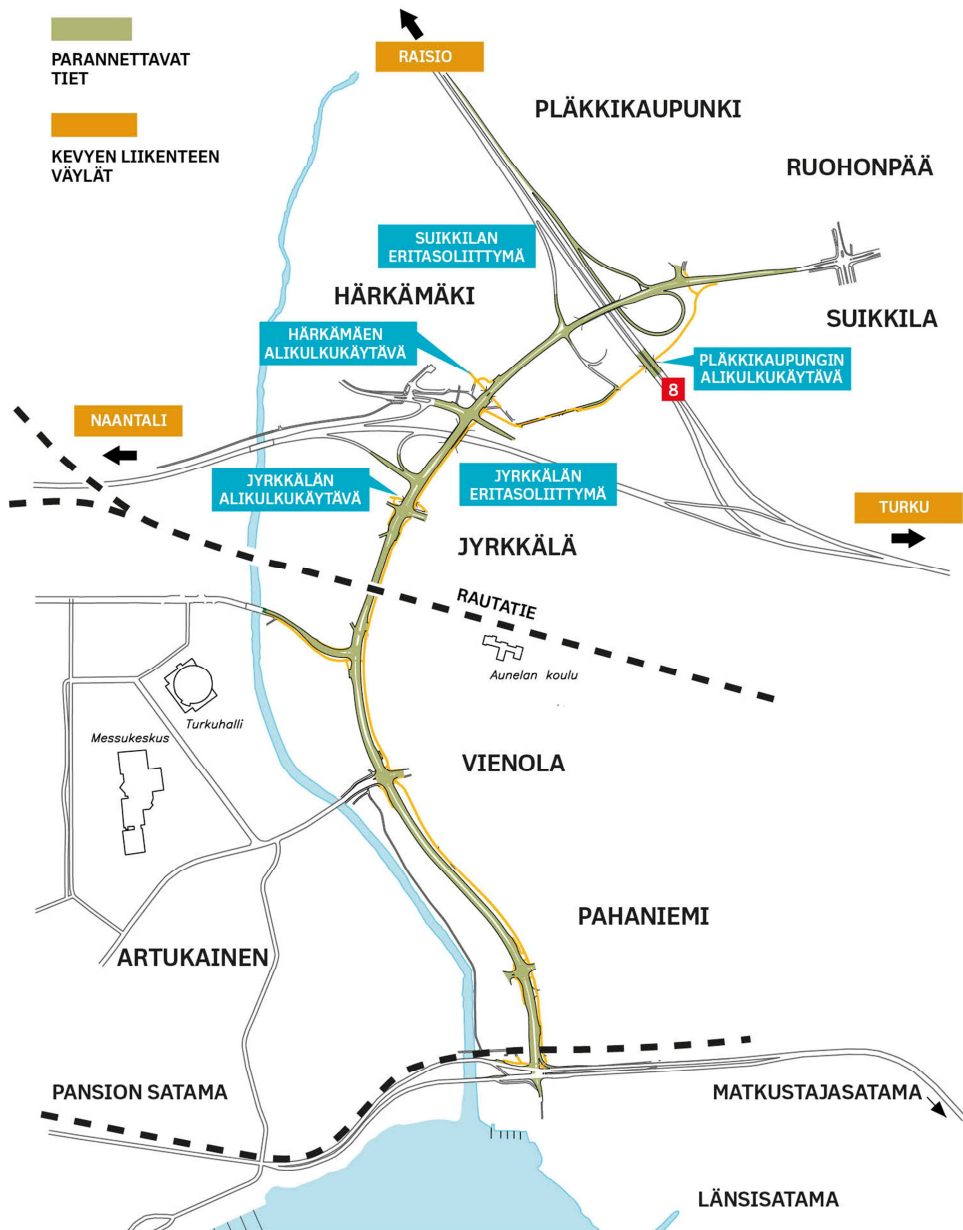 RAISIO
PARANNETTAVAT
TIET
KEVYEN LIIKENTEEN
VÄYLÄT
PLÄKKIKAUPUNKI
RUOHONPÄÄ
SUIKKILAN
ERITASOLIITTYMÄ
HÄRKÄMÄKI
SUIKKILA
HÄRKÄMÄEN
ALIKULKUKÄYTÄVÄ
PLÄKKIKAUPUNGIN
ALIKULKUKÄYTÄVÄ
8
NAANTALI
JYRKKÄLÄN
ALIKULKUKÄYTÄVÄ
JYRKKÄLÄN
ERITASOLIITTYMÄ
TURKU
JYRKKÄLÄ
RAUTATIE
Aunelan koulu
Turkuhalli
Messukeskus
VIENOLA
PAHANIEMI
ARTUKAINEN
PANSION SATAMA
MATKUSTAJASATAMA
LÄNSISATAMA